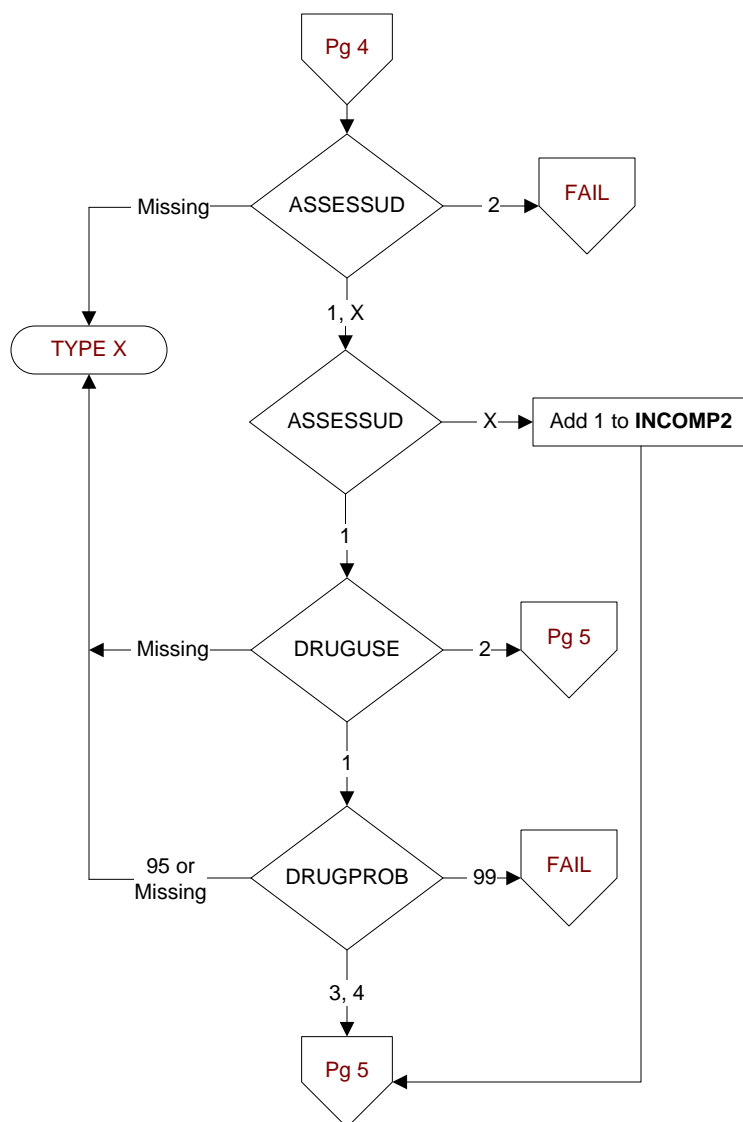 Pg 4
Missing
ASSESSUD
2
FAIL
1, X
TYPE X
ASSESSUD
X
Add 1 to INCOMP2
1
Missing
DRUGUSE
2
Pg 5
1
95 or
Missing
DRUGPROB
99
FAIL
3, 4
Pg 5